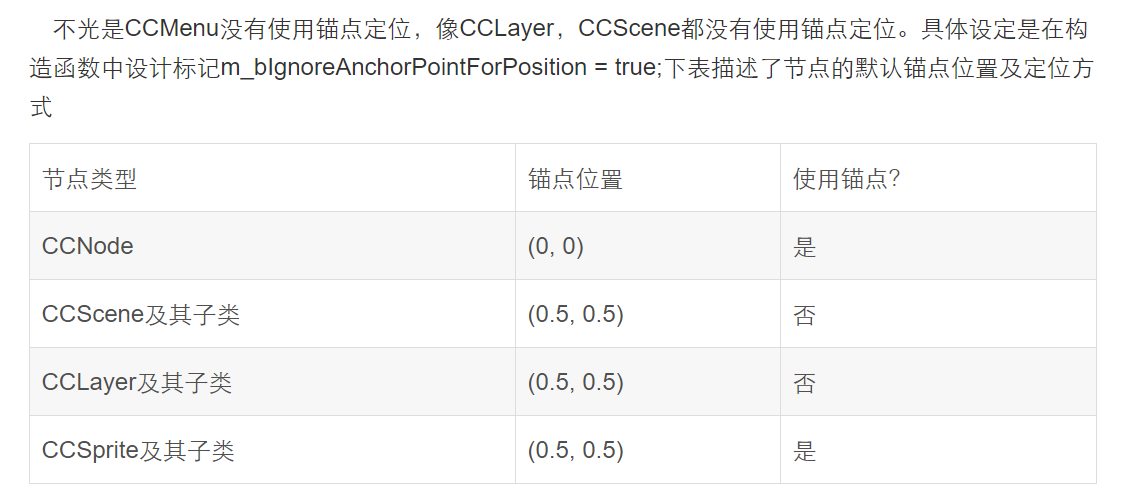 不光是CCMenu没有使用锚点定位，像CCLayer，CCScene都没有使用锚点定位。具体设定是在构
造函数中设计标记m_bIgnoreAnchorPointForPosition = true;下表描述了节点的默认锚点位置及定位方
式
节点类型 锚点位置 使用锚点？
CCNode (0, 0) 是
CCScene及其子类 (0.5, 0.5) 否
CCLayer及其子类 (0.5, 0.5) 否
CCSprite及其子类 (0.5, 0.5) 是